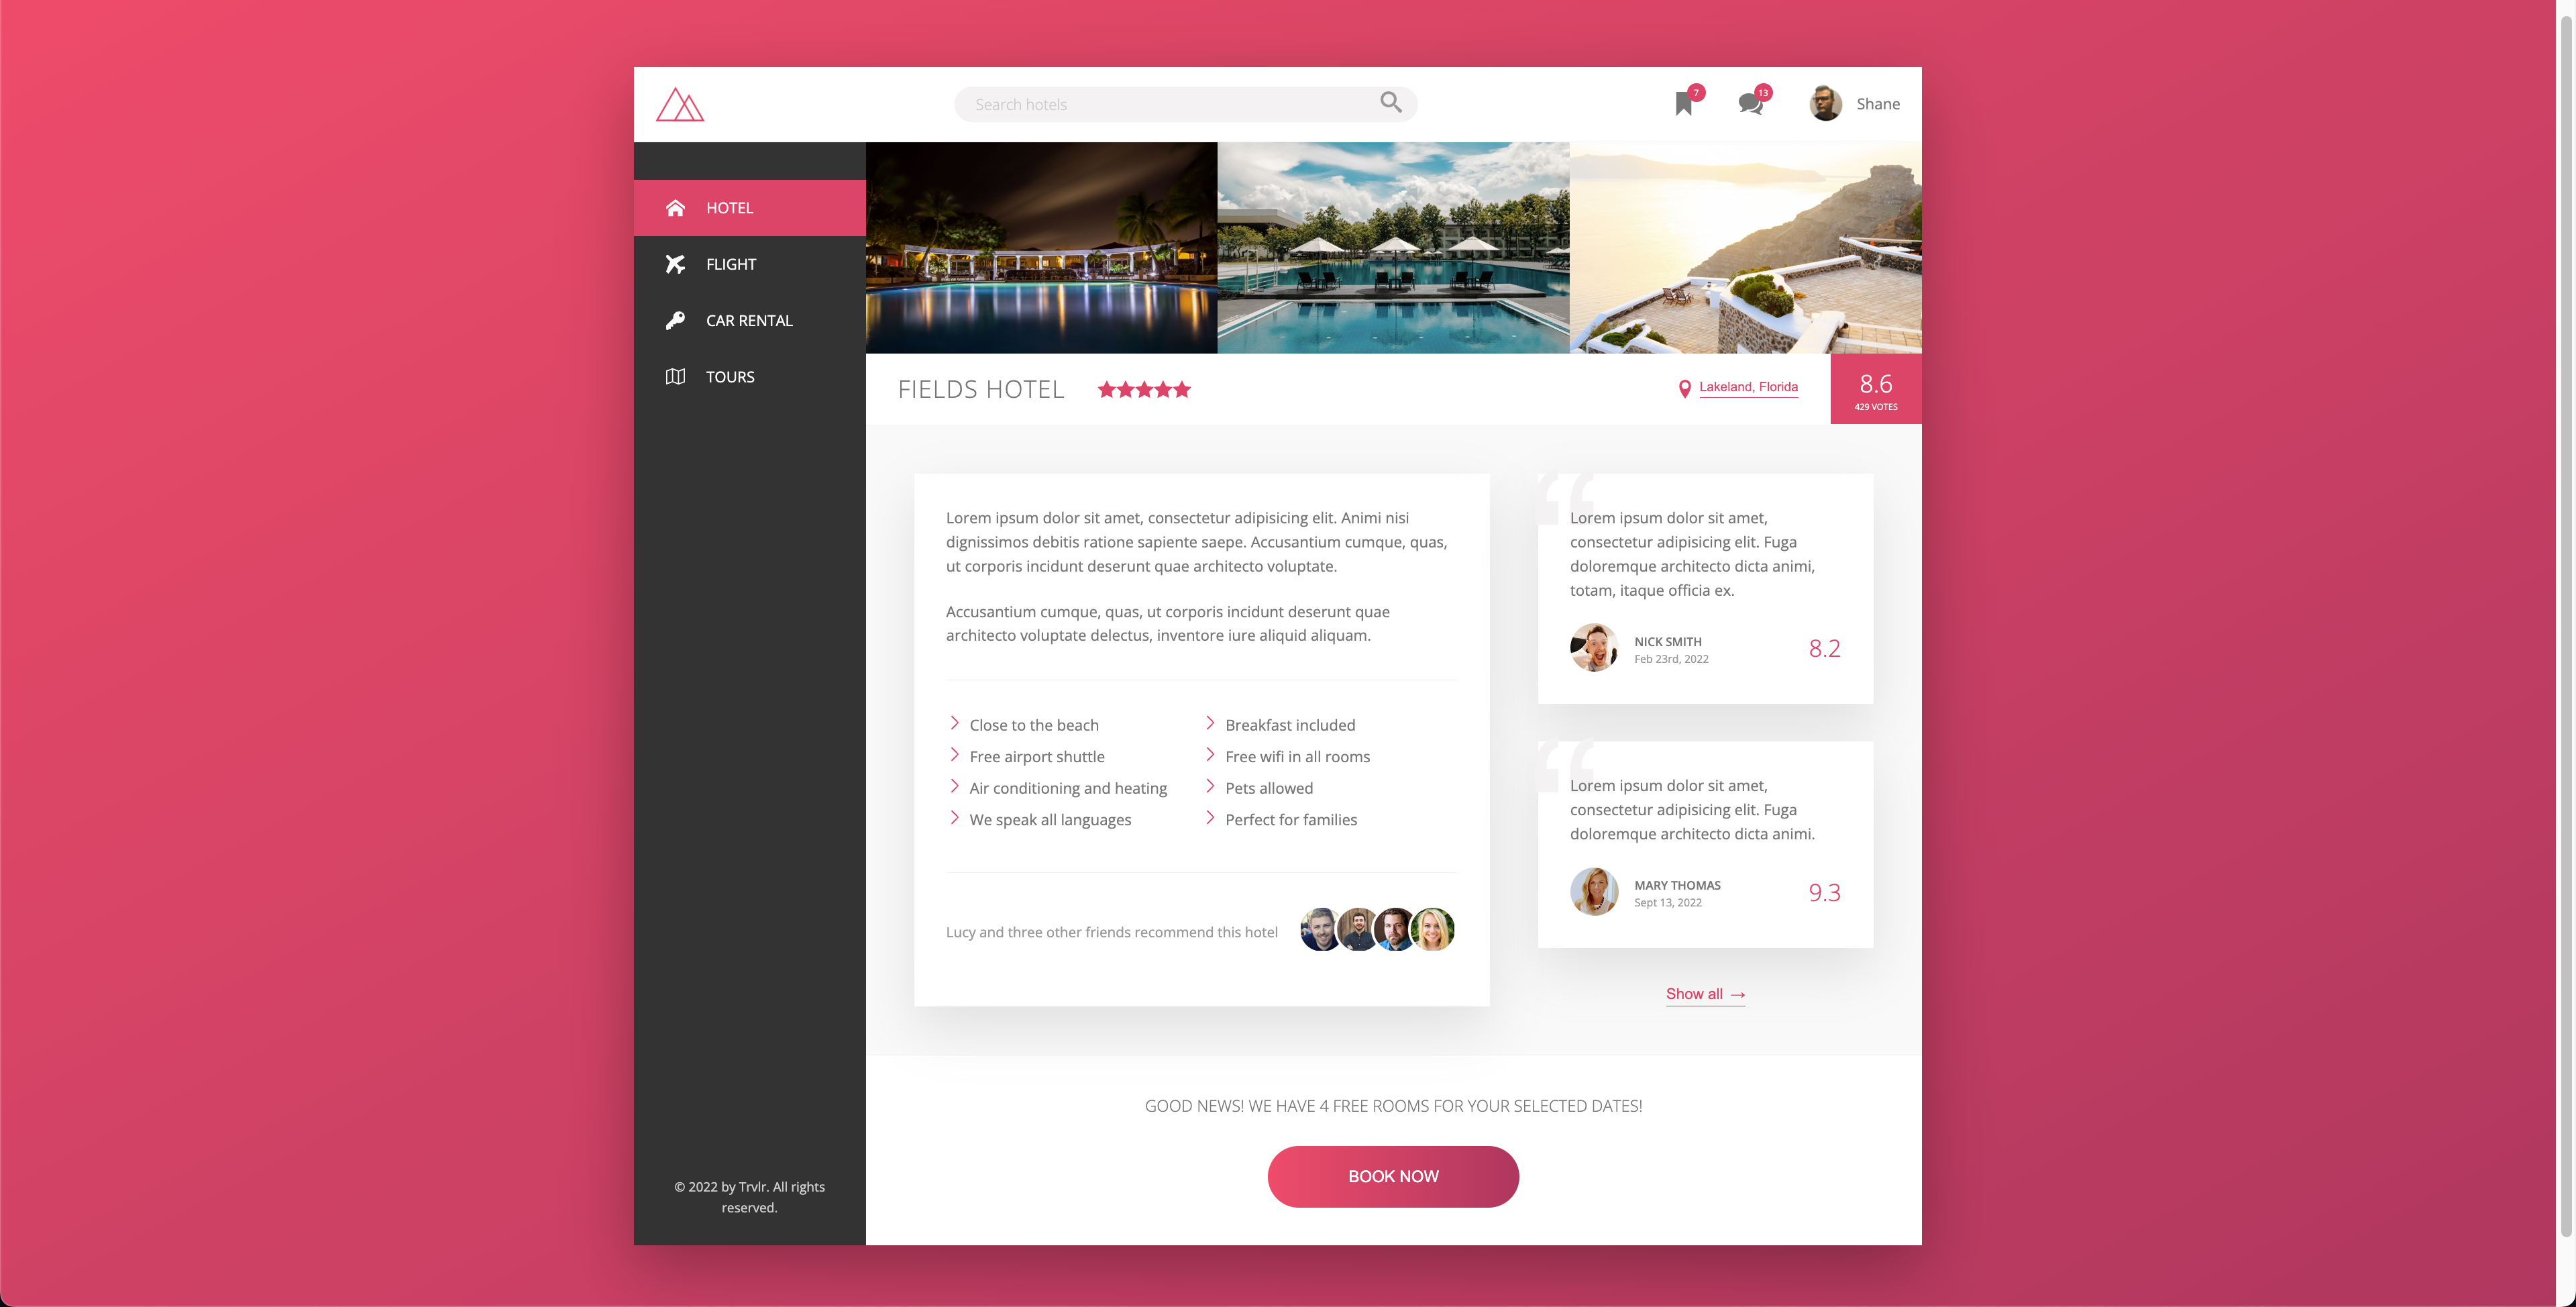 Search hotels
7
13
Shane
HOTEL
FLIGHT
CAR RENTAL
TOURS
© 2022 by Trvlr. All rights
reserved.
FIELDS HOTEL
Lakeland, Florida
8.6
429 VOTES
Lorem ipsum dolor sit amet, consectetur adipisicing elit. Animi nisi
dignissimos debitis ratione sapiente saepe. Accusantium cumque, quas,
ut corporis incidunt deserunt quae architecto voluptate.
Accusantium cumque, quas, ut corporis incidunt deserunt quae
architecto voluptate delectus, inventore iure aliquid aliquam.
Close to the beach
Free airport shuttle
Air conditioning and heating
We speak all languages
Breakfast included
Free wifi in all rooms
Pets allowed
Perfect for families
Lucy and three other friends recommend this hotel
“
Lorem ipsum dolor sit amet,
consectetur adipisicing elit. Fuga
doloremque architecto dicta animi,
totam, itaque officia ex.
NICK SMITH
Feb 23rd, 2022
8.2
“
Lorem ipsum dolor sit amet,
consectetur adipisicing elit. Fuga
doloremque architecto dicta animi.
MARY THOMAS
Sept 13, 2022
9.3
Show all →
GOOD NEWS! WE HAVE 4 FREE ROOMS FOR YOUR SELECTED DATES!
BOOK NOW